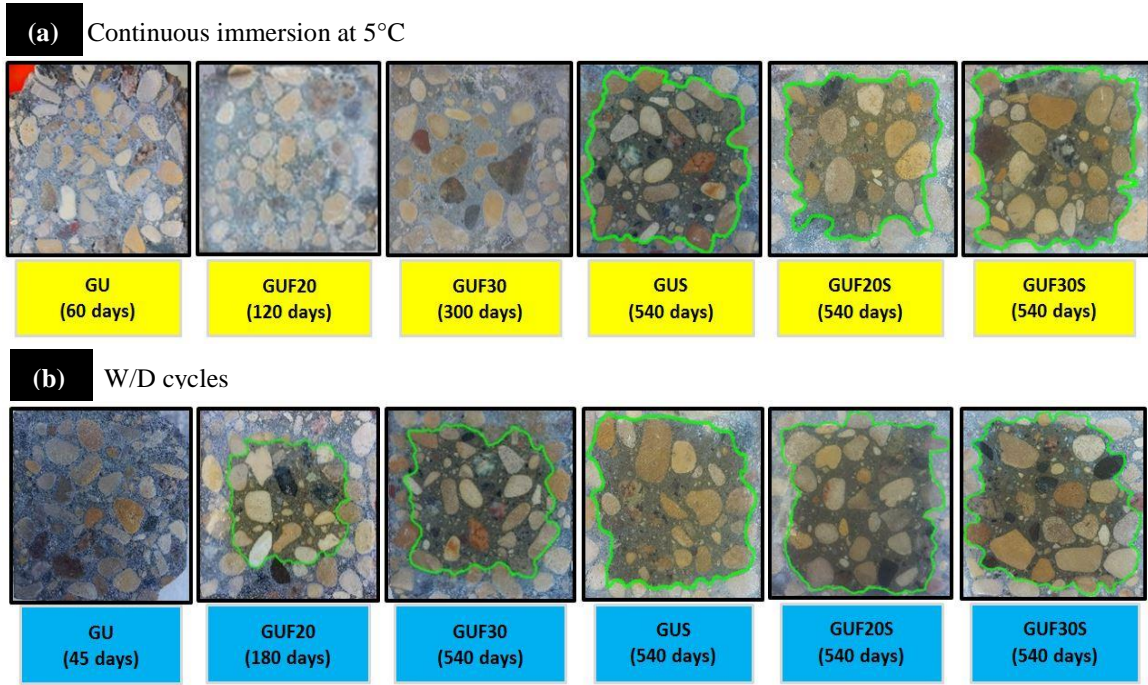 (a) Continuous immersion at 5°C
GU
(60 days)
GUF20
(120 days)
GUF30
(300 days)
GUS
(540 days)
GUF20S
(540 days)
GUF30S
(540 days)
(b) W/D cycles
GU
(45 days)
GUF20
(180 days)
GUF30
(540 days)
GUS
(540 days)
GUF20S
(540 days)
GUF30S
(540 days)